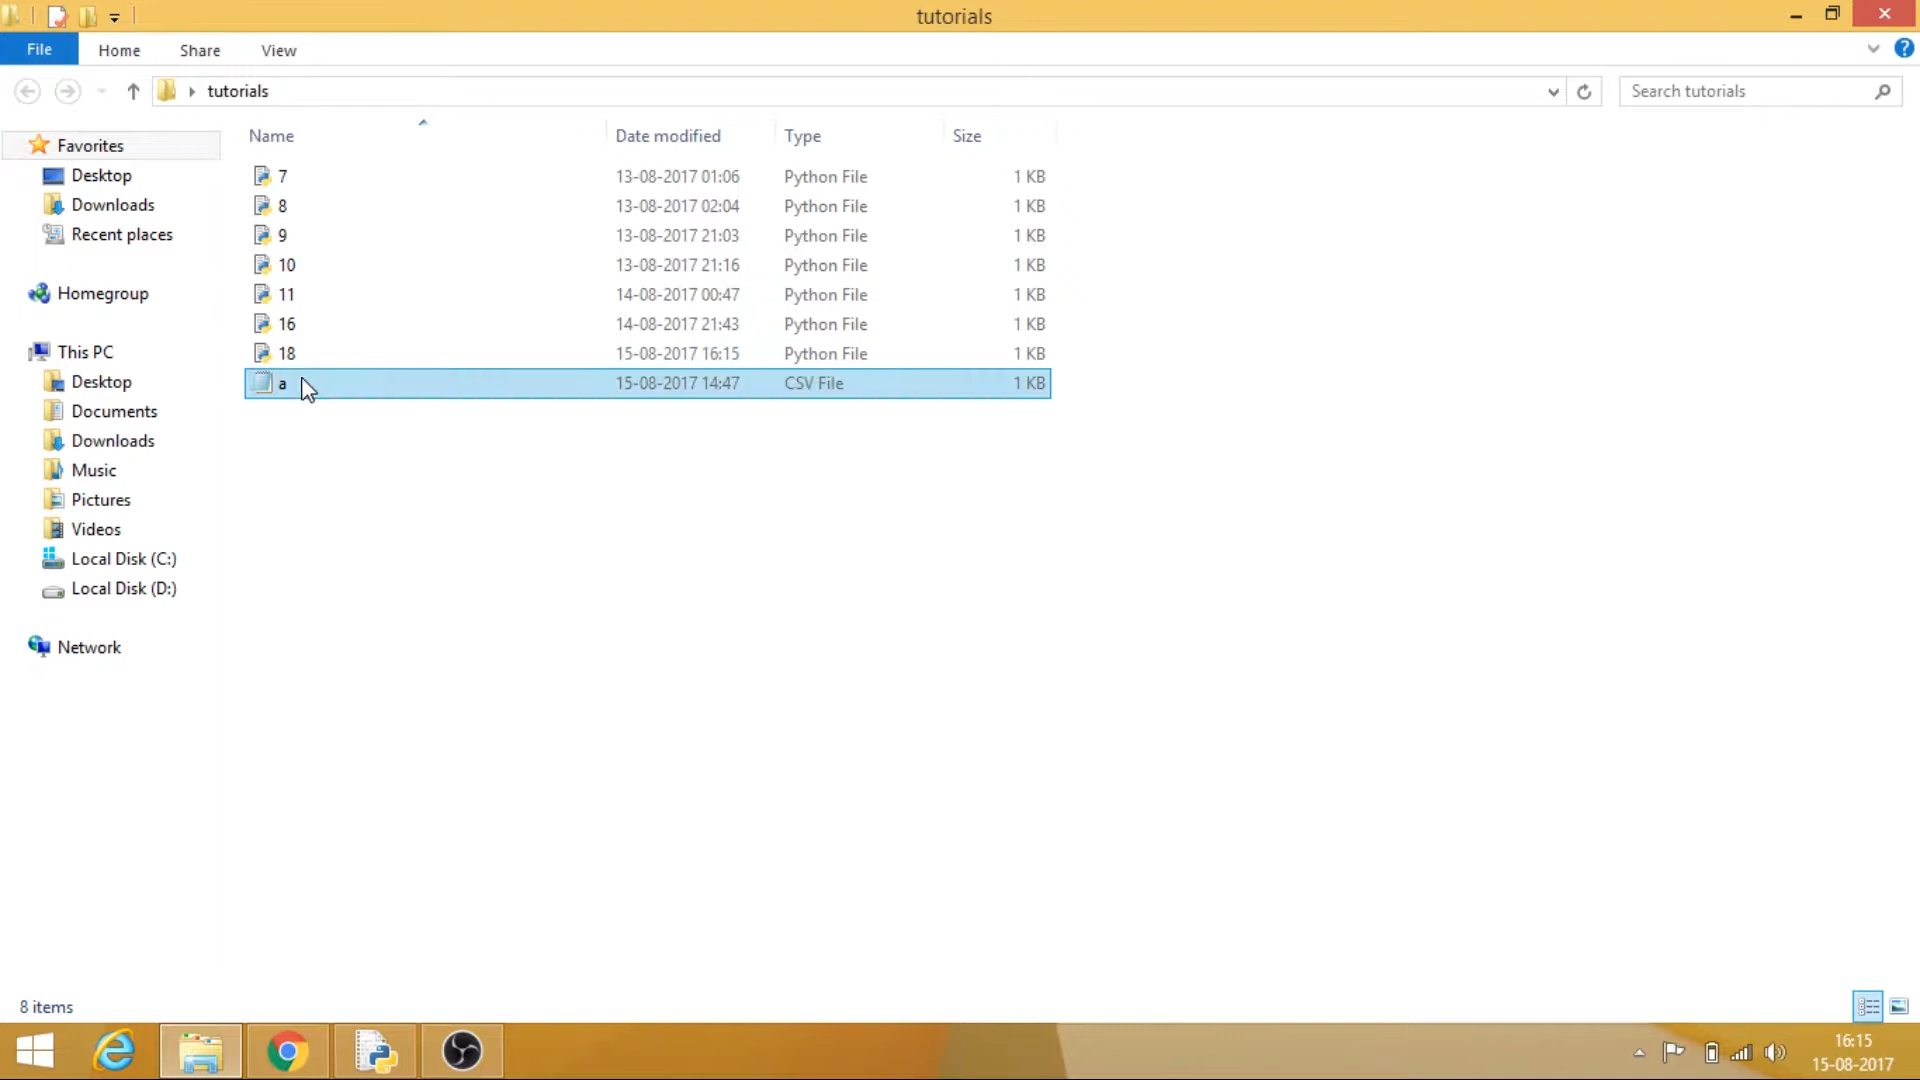 tutorials
File Home Share View
tutorials
Search tutorials
Name Date modified Type Size
7 13-08-2017 01:06 Python File 1 KB
8 13-08-2017 02:04 Python File 1 KB
9 13-08-2017 21:03 Python File 1 KB
10 13-08-2017 21:16 Python File 1 KB
11 14-08-2017 00:47 Python File 1 KB
16 14-08-2017 21:43 Python File 1 KB
18 15-08-2017 16:15 Python File 1 KB
a 15-08-2017 14:47 CSV File 1 KB
Favorites
Desktop
Downloads
Recent places
Homegroup
This PC
Desktop
Documents
Downloads
Music
Pictures
Videos
Local Disk (C:)
Local Disk (D:)
Network
8 items
16:15
15-08-2017